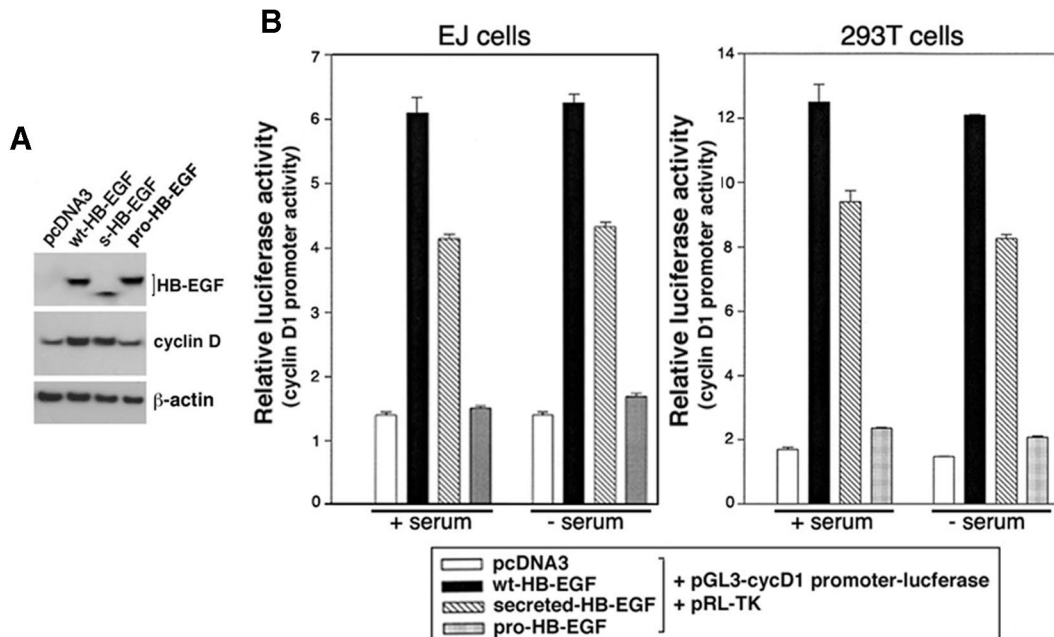 A
pcDNA3
wt-HB-EGF
s-HB-EGF
pro-HB-EGF
HB-EGF
cyclin D
β-actin
B
EJ cells
Relative luciferase activity
(cyclin D1 promoter activity)
7
6
5
4
3
2
1
0
+ serum
- serum
293T cells
Relative luciferase activity
(cyclin D1 promoter activity)
14
12
10
8
6
4
2
0
+ serum
- serum
pcDNA3
wt-HB-EGF
secreted-HB-EGF
pro-HB-EGF
+ pGL3-cycD1 promoter-lucferase
+ pRL-TK